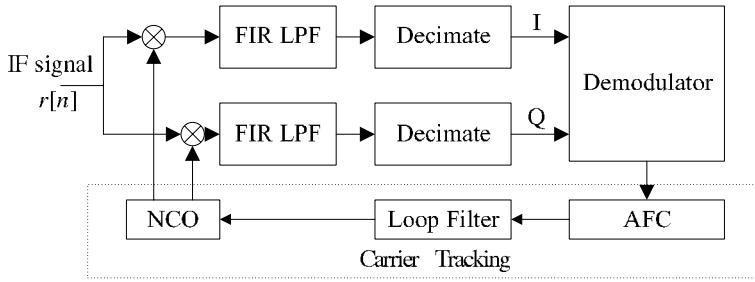 FIR LPF
Decimate
I
IF signal
r[n]
Demodulator
FIR LPF
Decimate
Q
NCO
Loop Filter
AFC
Carrier Tracking